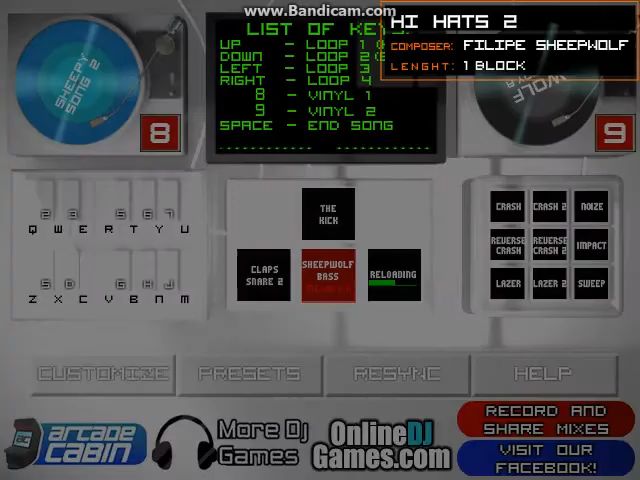 www.Bandicam.com
LIST OF KEYS
HI HATS 2
COMPOSER: FILIPE SHEEPWOLF
LENGHT: 1 BLOCK
UP - LOOP 1
DOWN - LOOP 2
LEFT - LOOP 3
RIGHT - LOOP 4
8 - VINYL 1
9 - VINYL 2
SPACE - END SONG
SHEEPY SONG 2
8
WOLF
9
2 3 5 6 7
Q W E R T Y U
S D G H J
Z X C V B N M
THE KICK
CLAPS SNARE 2
SHEEPWOLF BASS
RELOADING
CRASH
CRASH 2
NOIZE
REVERSE CRASH
REVERSE CRASH 2
IMPACT
LAZER
LAZER 2
SWEEP
CUSTOMIZE
PRESETS
RESYNC
HELP
ARCADE CABIN
More DJ Games
OnlineDJ Games.com
RECORD AND SHARE MIXES
VISIT OUR FACEBOOK!